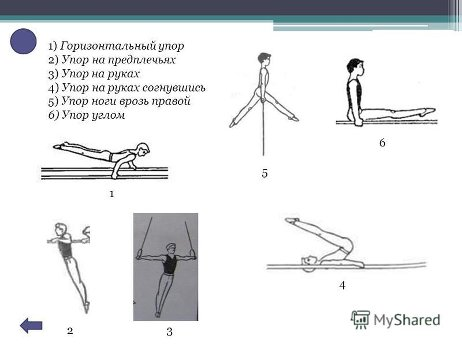 1) Горизонтальный упор
2) Упор на предплечьях
3) Упор на руках
4) Упор на руках согнувшись
5) Упор ноги врозь правой
6) Упор углом
5
6
1
4
2
3
MyShared